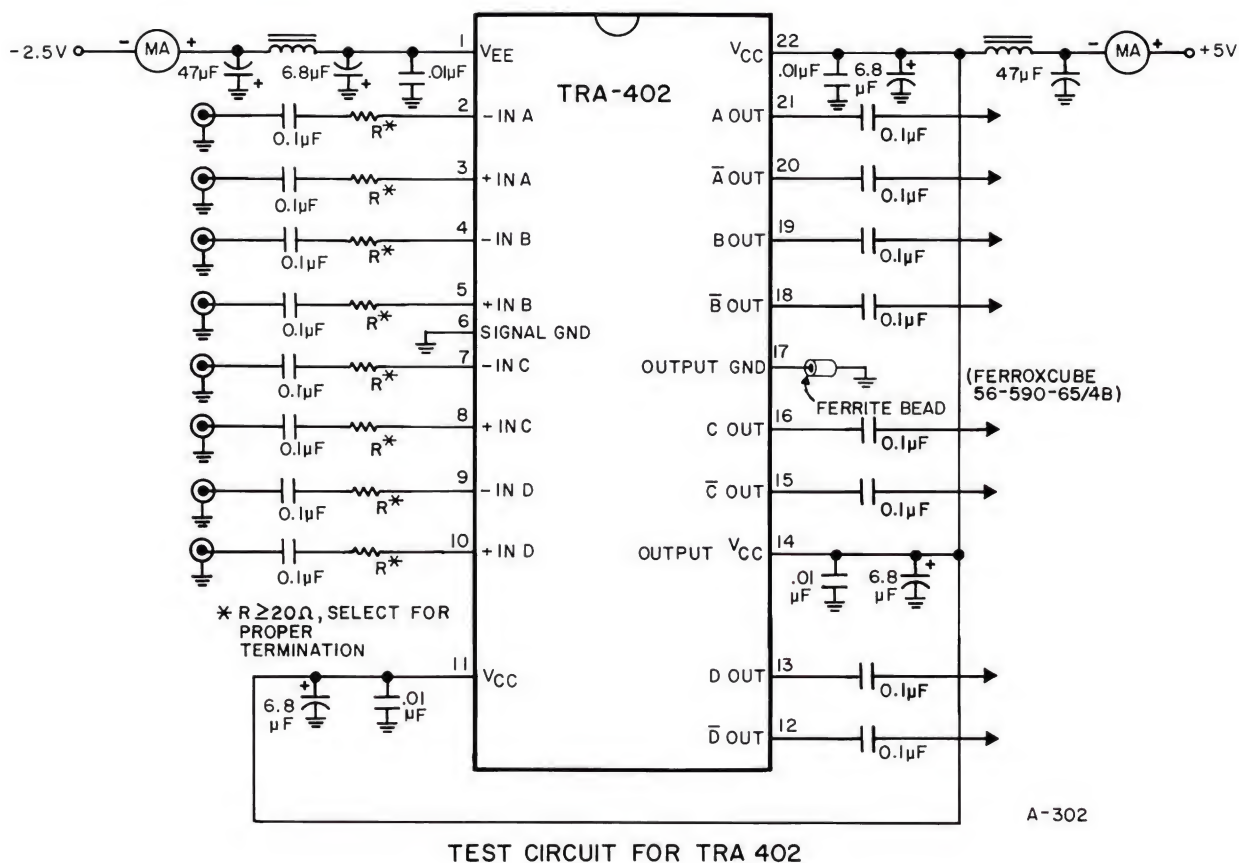 -2.5V
-
MA
+
47µF
+
6.8µF
+
.01µF
1
VEE
TRA-402
VCC
22
.01µF
6.8 µF
+
47µF
-
MA
+
+5V
0.1µF
R*
2
-IN A
A OUT
21
0.1µF
0.1µF
R*
3
+IN A
A̅ OUT
20
0.1µF
0.1µF
R*
4
-IN B
B OUT
19
0.1µF
0.1µF
R*
5
+IN B
B̅ OUT
18
0.1µF
6
SIGNAL GND
0.1µF
R*
7
-IN C
OUTPUT GND
17
FERRITE BEAD
(FERROXCUBE
56-590-65/4B)
0.1µF
R*
8
+IN C
C OUT
16
0.1µF
0.1µF
R*
9
-IN D
C̅ OUT
15
0.1µF
0.1µF
R*
10
+IN D
OUTPUT VCC
14
.01
µF
6.8
µF
+
* R≥20Ω, SELECT FOR
PROPER
TERMINATION
+
6.8
µF
.01
µF
11
VCC
D OUT
13
0.1µF
D̅ OUT
12
0.1µF
A-302
TEST CIRCUIT FOR TRA 402